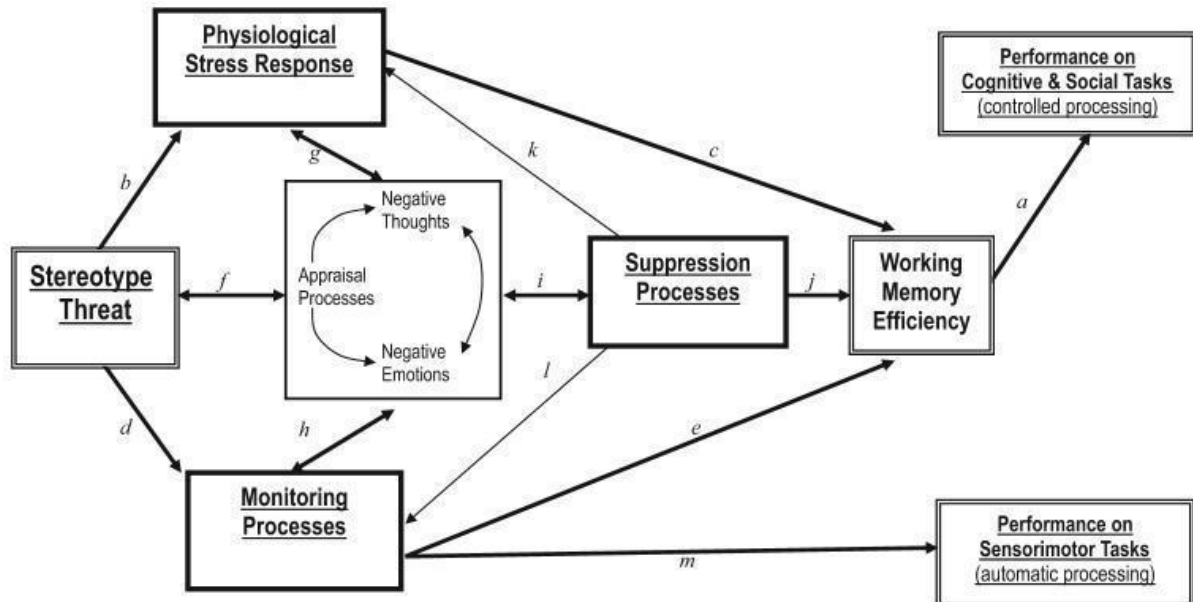 Physiological
Stress Response
Performance on
Cognitive & Social Tasks
(controlled processing)
k
c
g
b
a
Negative
Thoughts
Stereotype
Threat
f
Appraisal
Processes
i
Suppression
Processes
j
Working
Memory
Efficiency
Negative
Emotions
l
d
h
e
Monitoring
Processes
m
Performance on
Sensorimotor Tasks
(automatic processing)